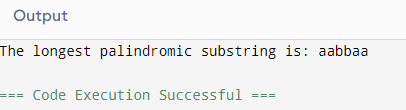 Output
The longest palindromic substring is: aabbaa
=== Code Execution Successful ===